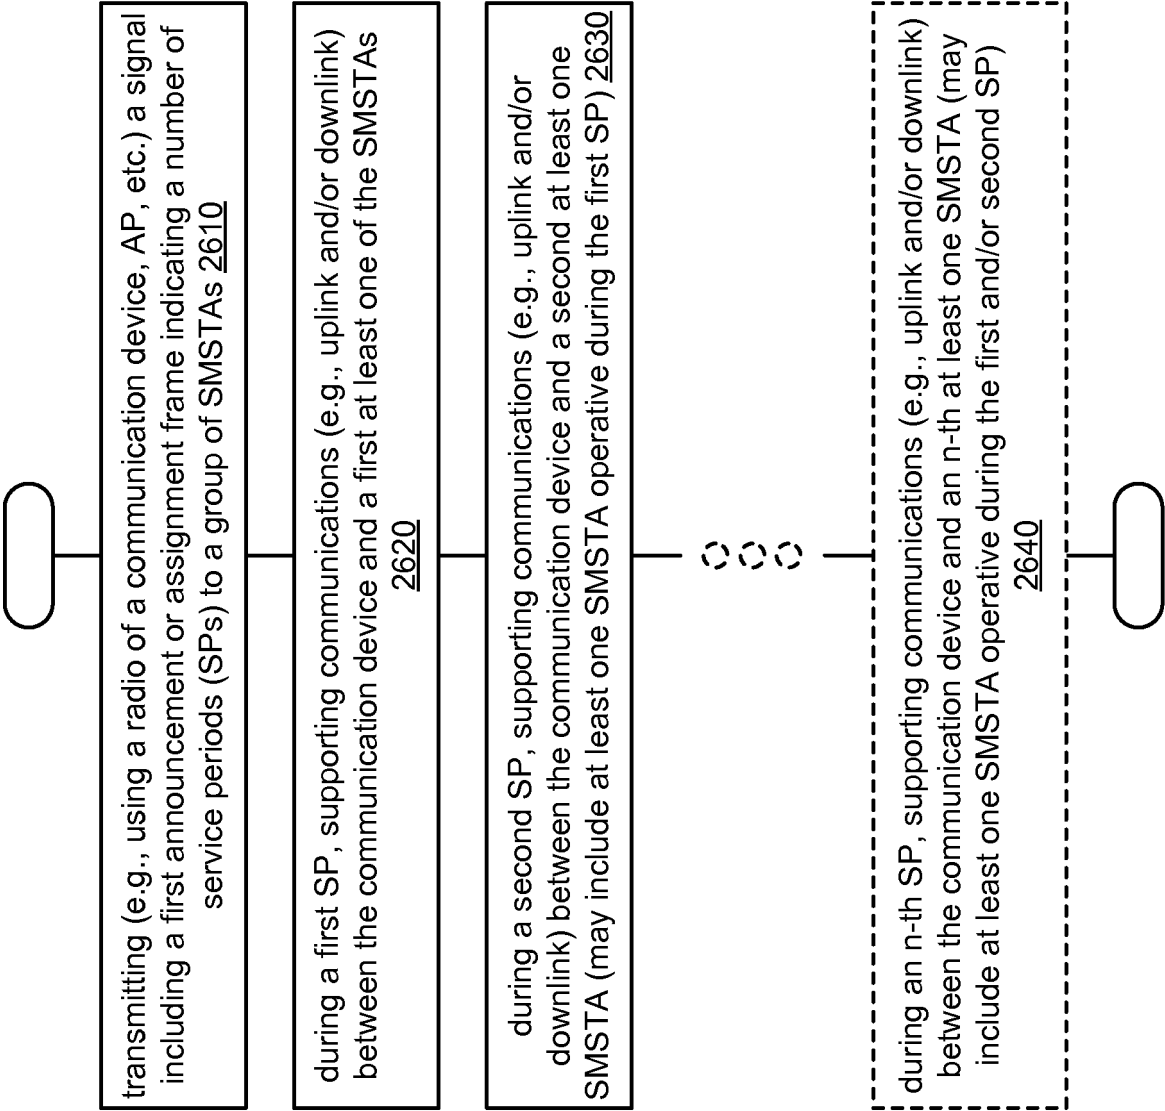 transmitting (e.g., using a radio of a communication device, AP, etc.) a signal
including a first announcement or assignment frame indicating a number of
service periods (SPs) to a group of SMSTAs 2610
during a first SP, supporting communications (e.g., uplink and/or downlink)
between the communication device and a first at least one of the SMSTAs
2620
during a second SP, supporting communications (e.g., uplink and/or
downlink) between the communication device and a second at least one
SMSTA (may include at least one SMSTA operative during the first SP) 2630
during an n-th SP, supporting communications (e.g., uplink and/or downlink)
between the communication device and an n-th at least one SMSTA (may
include at least one SMSTA operative during the first and/or second SP)
2640